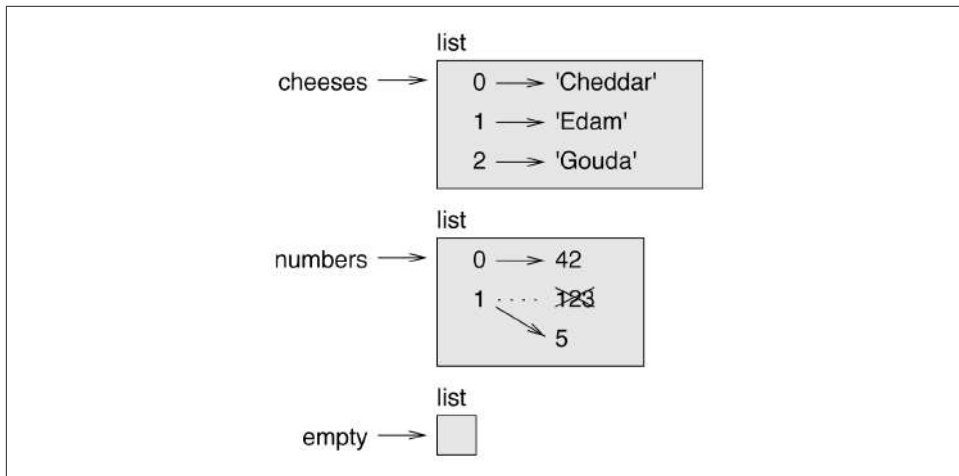 list
cheeses 0 'Cheddar'
1 'Edam'
2 'Gouda'
list
numbers 0 42
1 123
5
list
empty